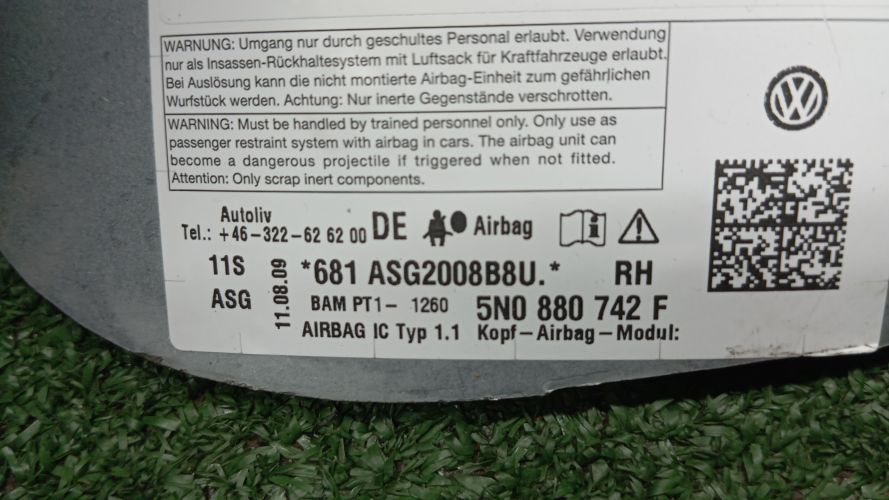 WARNUNG: Umgang nur durch geschultes Personal erlaubt. Verwendung
nur als Insassen-Rückhaltesystem mit Luftsack für Kraftfahrzeuge erlaubt.
Bei Auslösung kann die nicht montierte Airbag-Einheit zum gefährlichen
Wurfstück werden. Achtung: Nur inerte Gegenstände verschrotten.
WARNING: Must be handled by trained personnel only. Only use as
passenger restraint system with airbag in cars. The airbag unit can
become a dangerous projectile if triggered when not fitted.
Attention: Only scrap inert components.
Autoliv
Tel.: +46-322-62 62 00 DE Airbag
11S
ASG
11.08.09
*681 ASG2008B8U.* RH
BAM PT1- 1260 5N0 880 742 F
AIRBAG IC Typ 1.1 Kopf-Airbag-Modul: